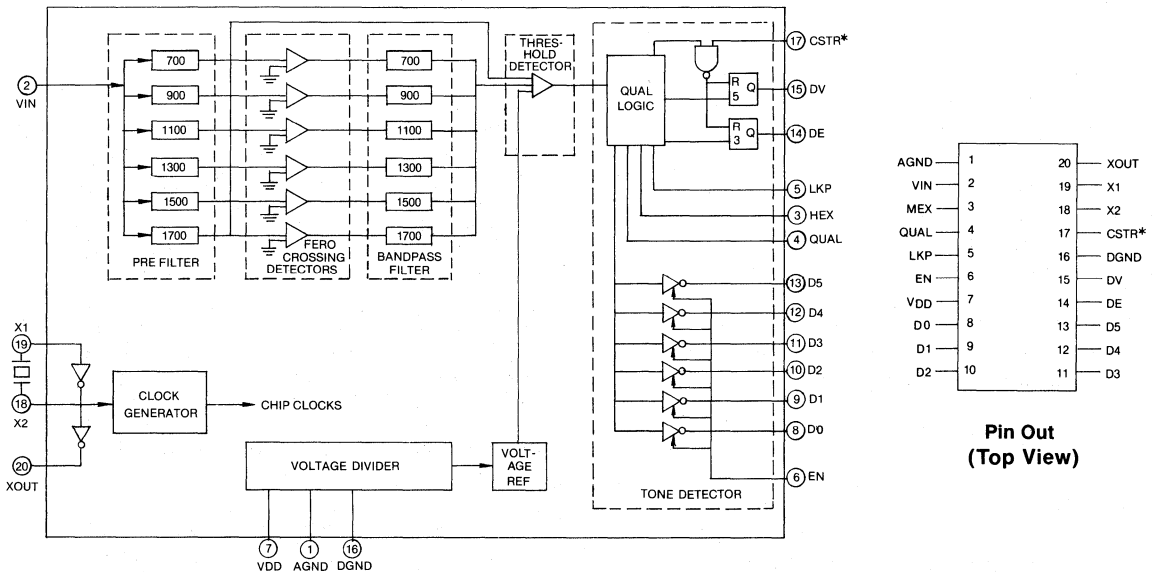 PRE FILTER
700
900
1100
1300
1500
1700
FERO
CROSSING
DETECTORS
700
900
1100
1300
1500
1700
BANDPASS
FILTER
THRES-
HOLD
DETECTOR
QUAL
LOGIC
R
5
Q
R
3
Q
TONE DETECTOR
2
VIN
17 CSTR*
15 DV
14 DE
5 LKP
3 HEX
4 QUAL
13 D5
12 D4
11 D3
10 D2
9 D1
8 D0
6 EN
X1
19
18
X2
20
XOUT
CLOCK
GENERATOR
CHIP CLOCKS
VOLTAGE DIVIDER
VOLT-
AGE
REF
7
VDD
1
AGND
16
DGND
AGND 1 20 XOUT
VIN 2 19 X1
MEX 3 18 X2
QUAL 4 17 CSTR*
LKP 5 16 DGND
EN 6 15 DV
VDD 7 14 DE
D0 8 13 D5
D1 9 12 D4
D2 10 11 D3
Pin Out
(Top View)